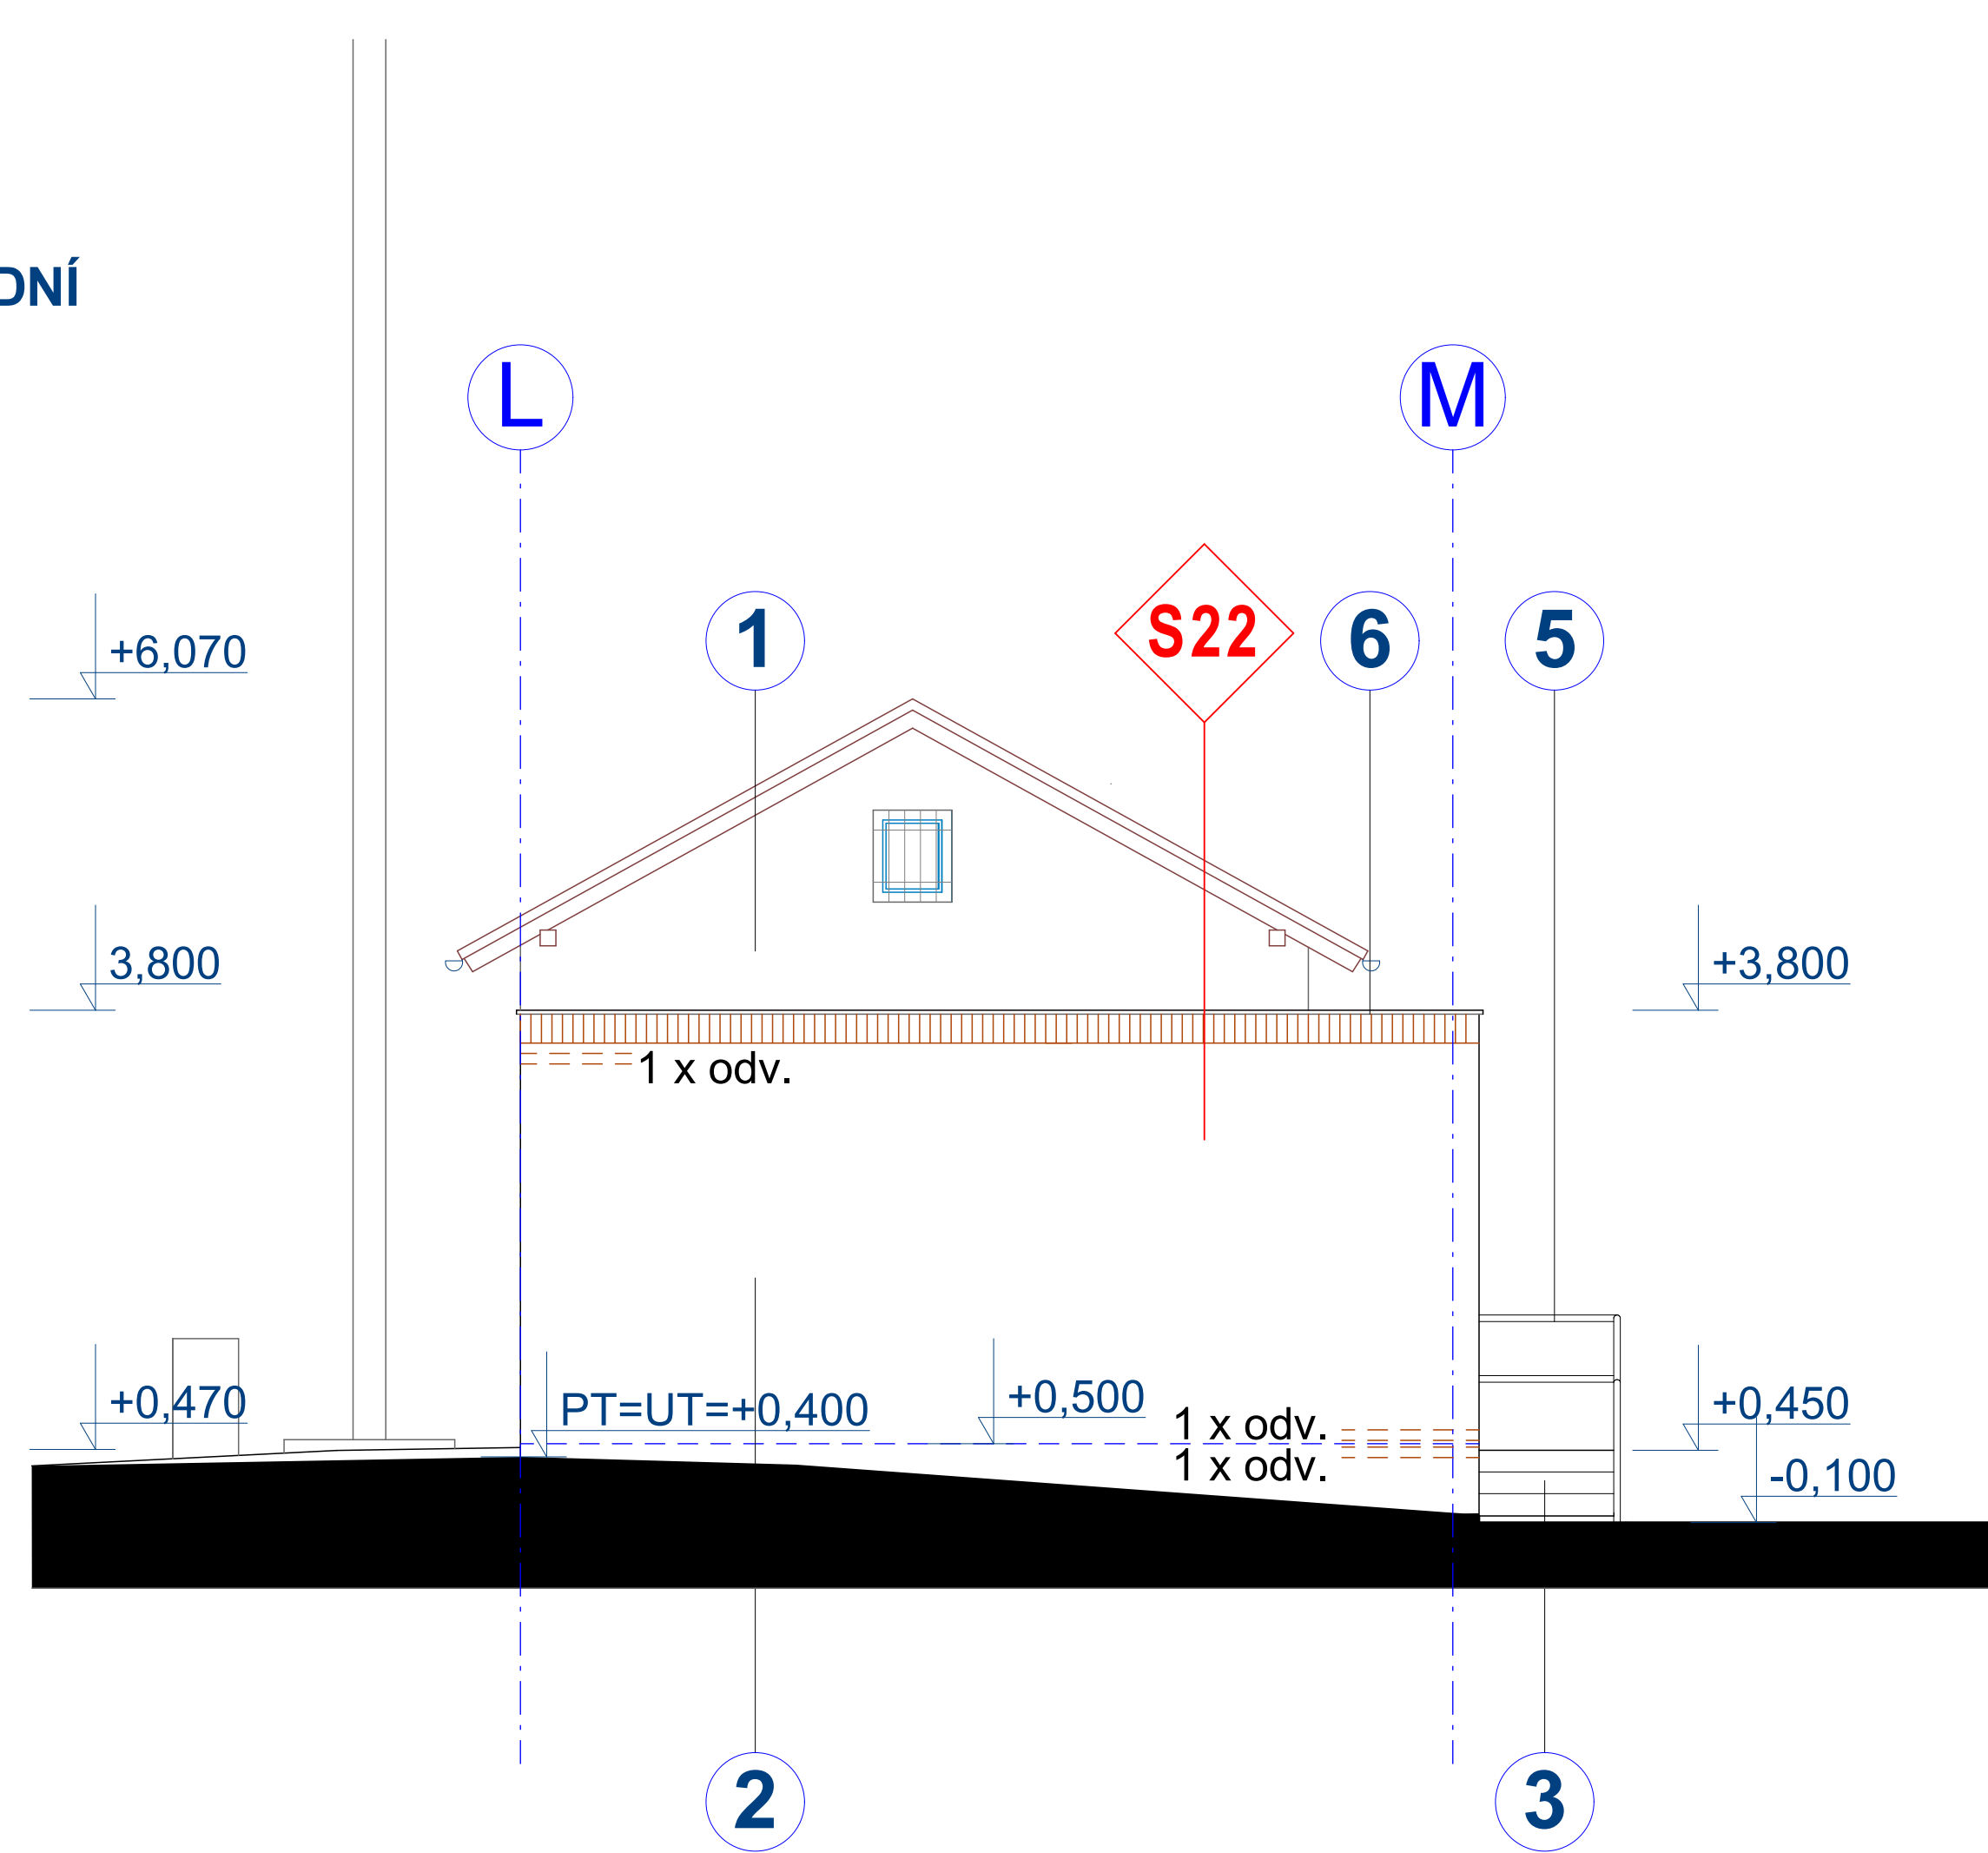 DNÍ
L
M
1
S22
6
5
+6,070
3,800
+3,800
1 x odv.
+0,470
PT=UT=+0,400
+0,500
+0,450
1 x odv.
1 x odv.
-0,100
2
3